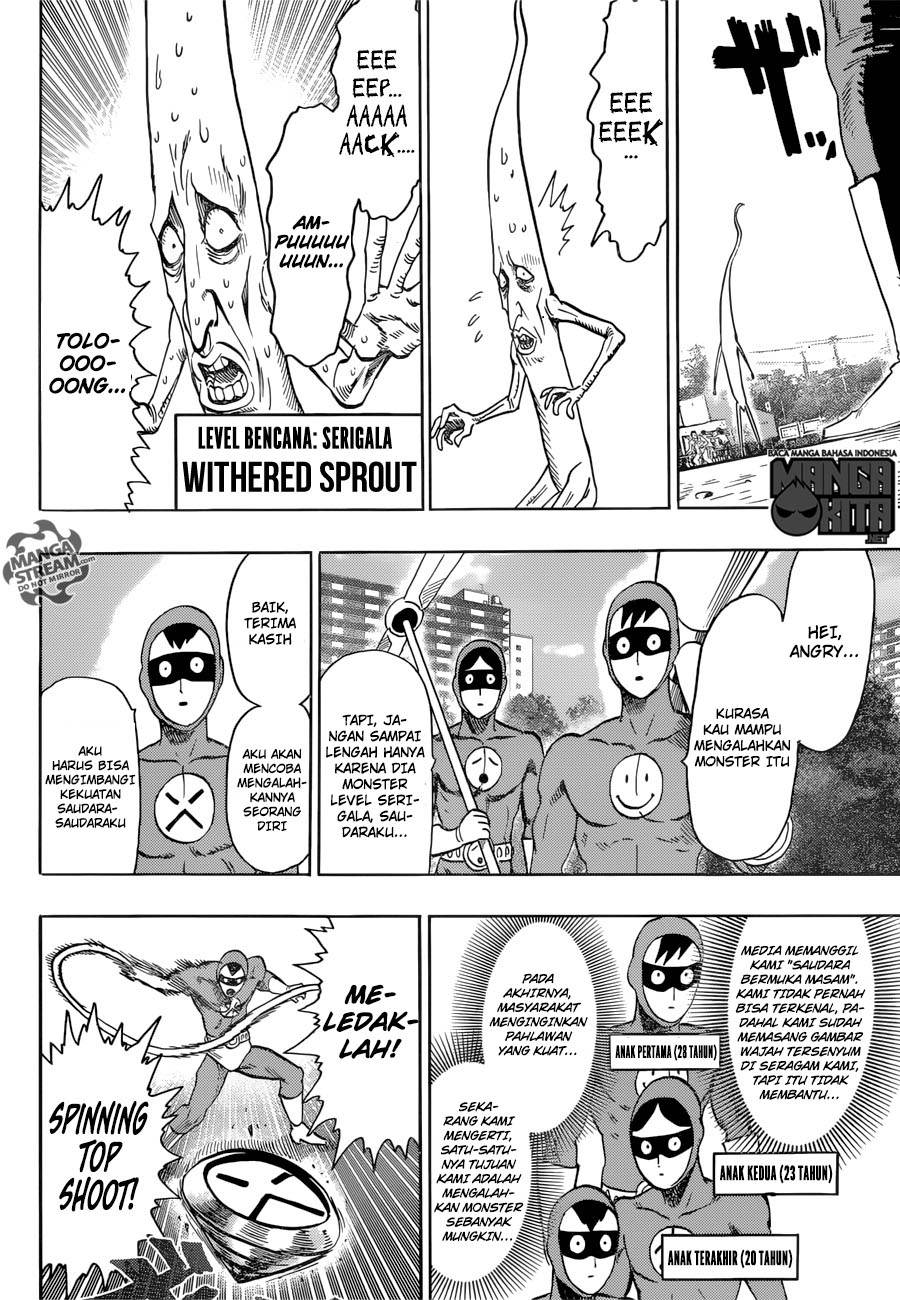 ザ
EEE
EEEK
...
EEE
EEP...
AAAAA
AACK....
AM-
PUUUUU
UUUN...
TOLO-
OOOO-
OONG...
LEVEL BENCANA: SERIGALA
WITHERED SPROUT
BACA MANGA BAHASA INDONESIA
MANGA
KITA
.NET
MANGA
STREAM.com
DO NOT MIRROR
HEI,
ANGRY...
KURASA
KAU MAMPU
MENGALAHKAN
MONSTER ITU
TAPI, JA-
NGAN SAMPAI
LENGAH HANYA
KARENA DIA
MONSTER
LEVEL SERI-
GALA, SAU-
DARAKU...
BAIK,
TERIMA
KASIH
AKU AKAN
MENCOBA
MENGALAH-
KANNYA
SEORANG
DIRI
AKU
HARUS BISA
MENGIMBANGI
KEKUATAN
SAUDARA-
SAUDARAKU
MEDIA MEMANGGIL
KAMI "SAUDARA
BERMUKA MASAM".
KAMI TIDAK PERNAH
BISA TERKENAL, PA-
DAHAL KAMI SUDAH
MEMASANG GAMBAR
WAJAH TERSENYUM
DI SERAGAM KAMI,
TAPI ITU TIDAK
MEMBANTU...
PADA
AKHIRNYA,
MASYARAKAT
MENGINGINKAN
PAHLAWAN
YANG KUAT...
ANAK PERTAMA (28 TAHUN)
SEKA-
RANG KAMI
MENGERTI,
SATU-SATU-
NYA TUJUAN
KAMI ADALAH
MENGALAH-
KAN MONSTER
SEBANYAK
MUNGKIN...
ANAK KEDUA (23 TAHUN)
ANAK TERAKHIR (20 TAHUN)
ME-
LEDAK-
LAH!
SPINNING
TOP
SHOOT!